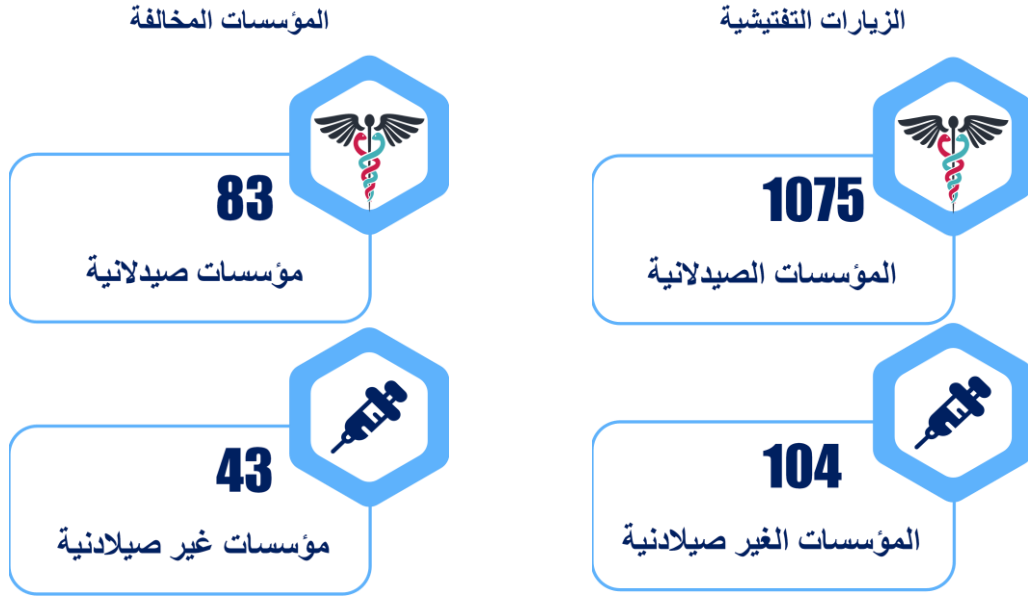 الزيارات التفتيشية
1075
المؤسسات الصيدلانية
104
المؤسسات الغير صيلادنية
المؤسسات المخالفة
83
مؤسسات صيدلانية
43
مؤسسات غير صيلادنية